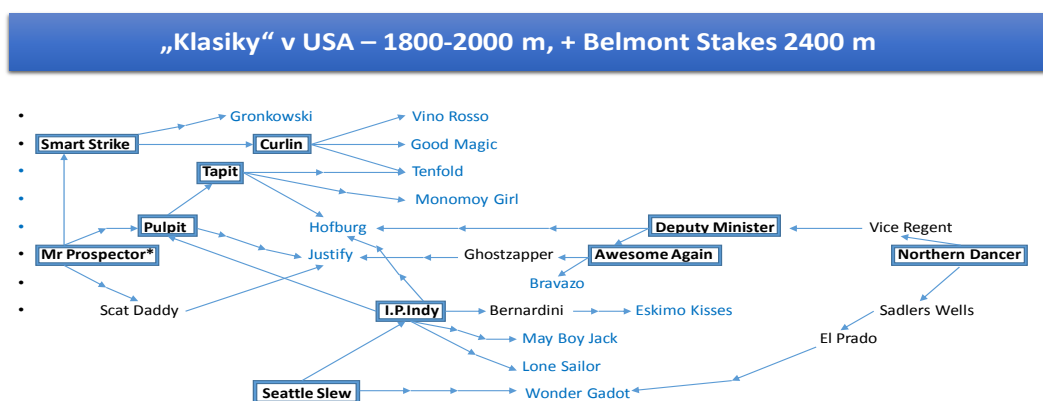 „Klasiky“ v USA – 1800-2000 m, + Belmont Stakes 2400 m
Gronkowski
Vino Rosso
Smart Strike
Curlin
Good Magic
Tapit
Tenfold
Monomoy Girl
Pulpit
Hofburg
Deputy Minister
Vice Regent
Mr Prospector*
Justify
Ghostzapper
Awesome Again
Northern Dancer
Bravazo
Scat Daddy
I.P.Indy
Bernardini
Eskimo Kisses
Sadlers Wells
May Boy Jack
El Prado
Lone Sailor
Seattle Slew
Wonder Gadot